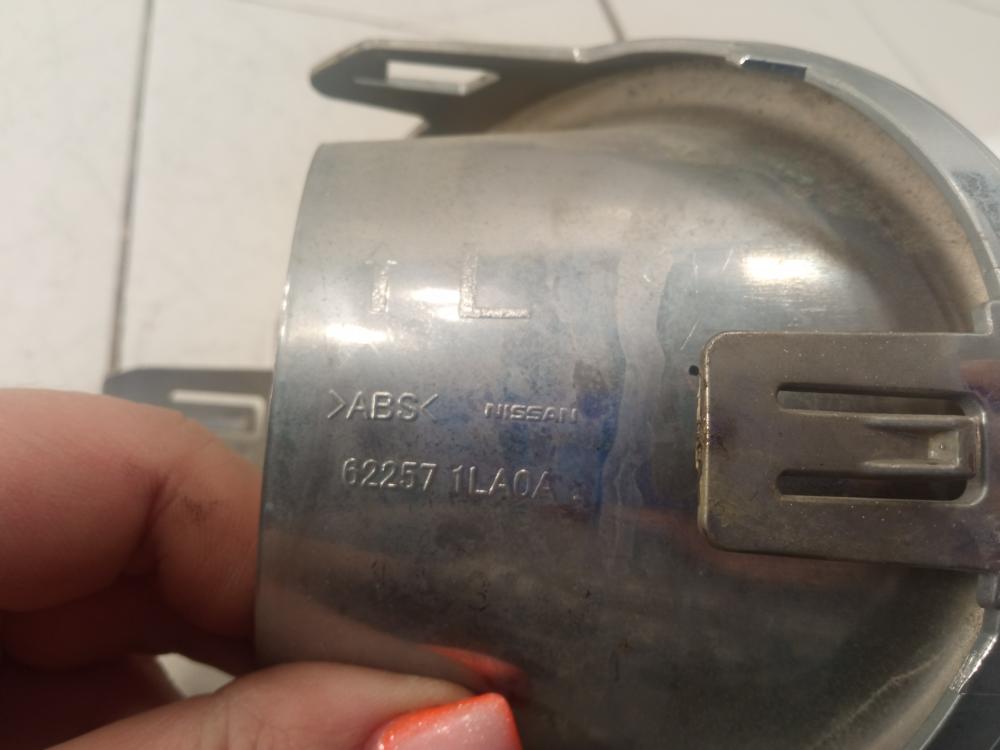 L
>ABS< NISSAN
62257 1LA0A